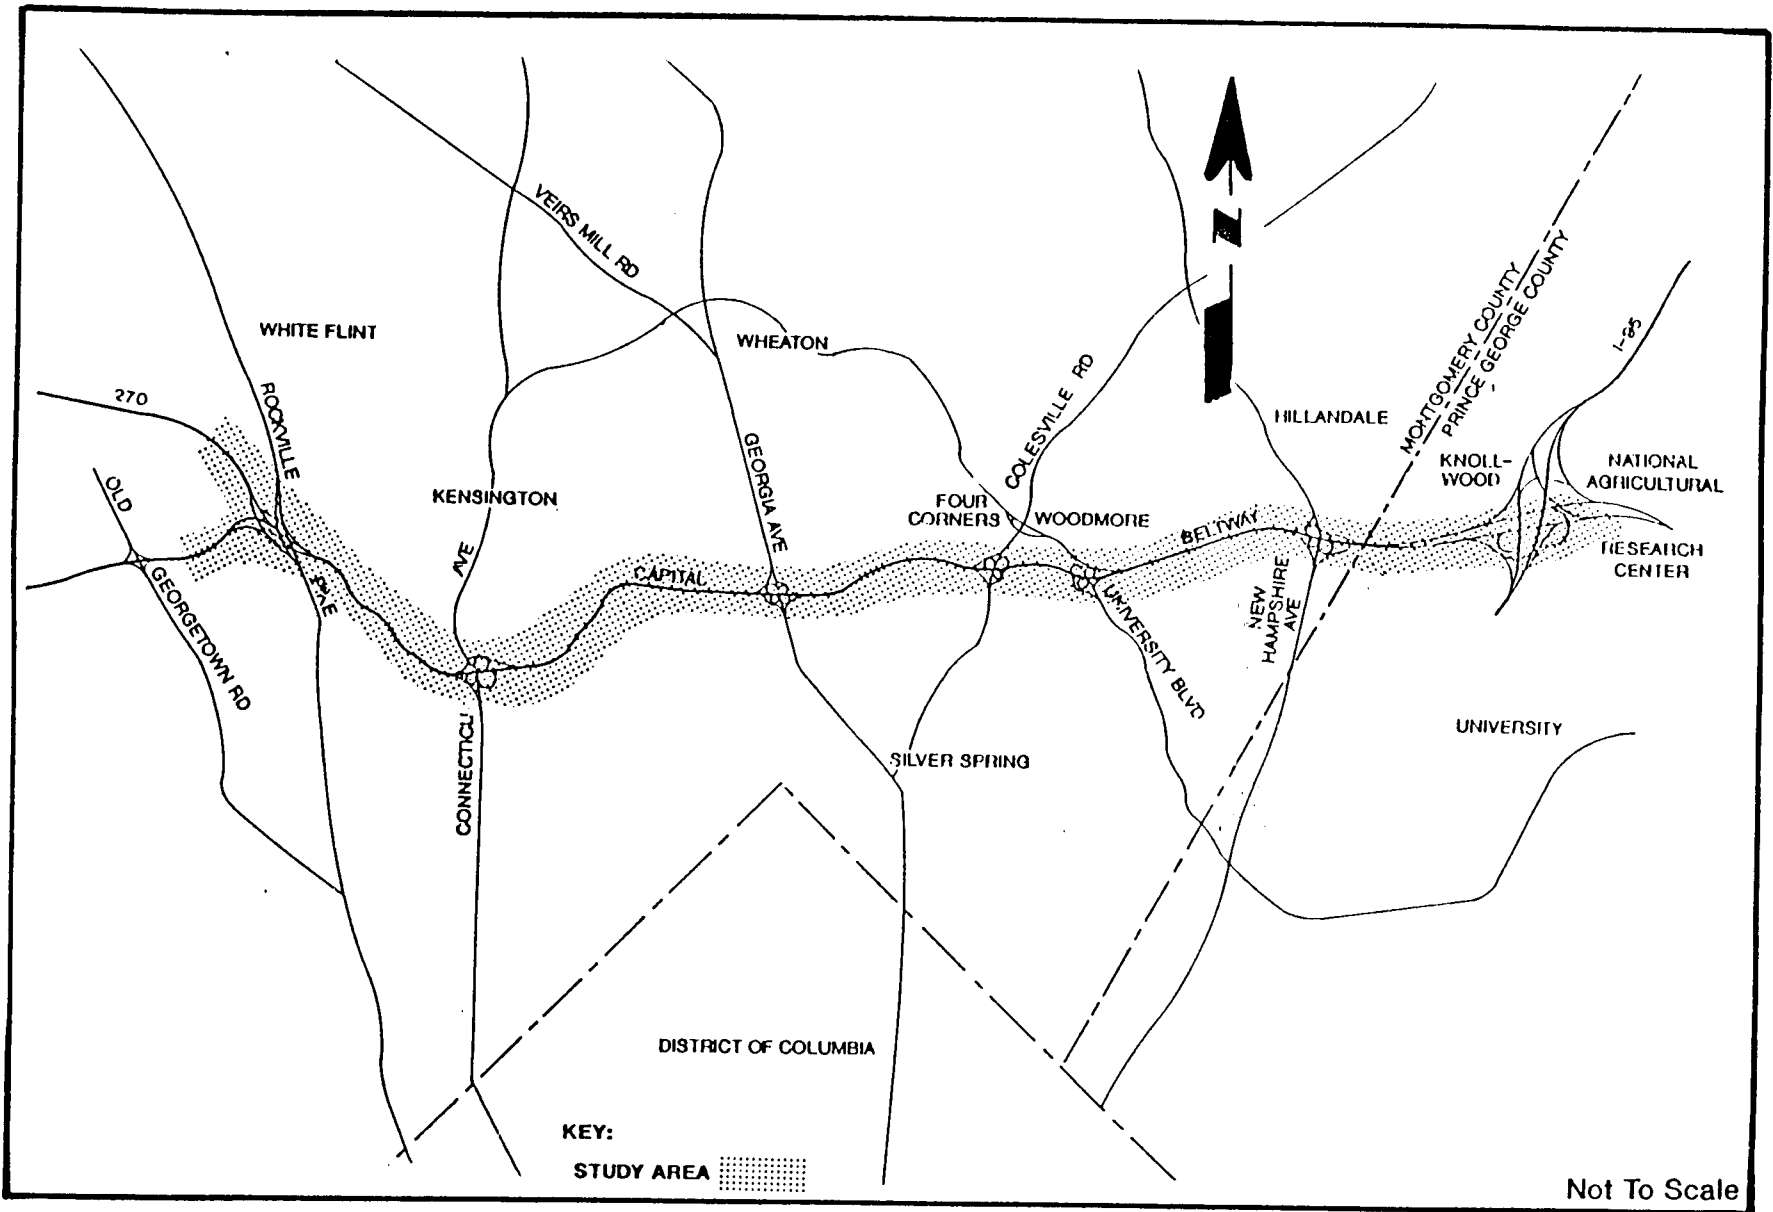 N
VEIRS MILL RD
WHITE FLINT
WHEATON
270
ROCKVILLE
PIKE
COLESVILLE RD
HILLANDALE
MONTGOMERY COUNTY
PRINCE GEORGE COUNTY
I-95
OLD
GEORGETOWN RD
KENSINGTON
AVE
GEORGIA AVE
FOUR
CORNERS
WOODMORE
KNOLL-
WOOD
NATIONAL
AGRICULTURAL
RESEARCH
CENTER
CAPITAL
BELTWAY
NEW
HAMPSHIRE
AVE
UNIVERSITY BLVD
CONNECTICU
SILVER SPRING
UNIVERSITY
DISTRICT OF COLUMBIA
KEY:
STUDY AREA
Not To Scale